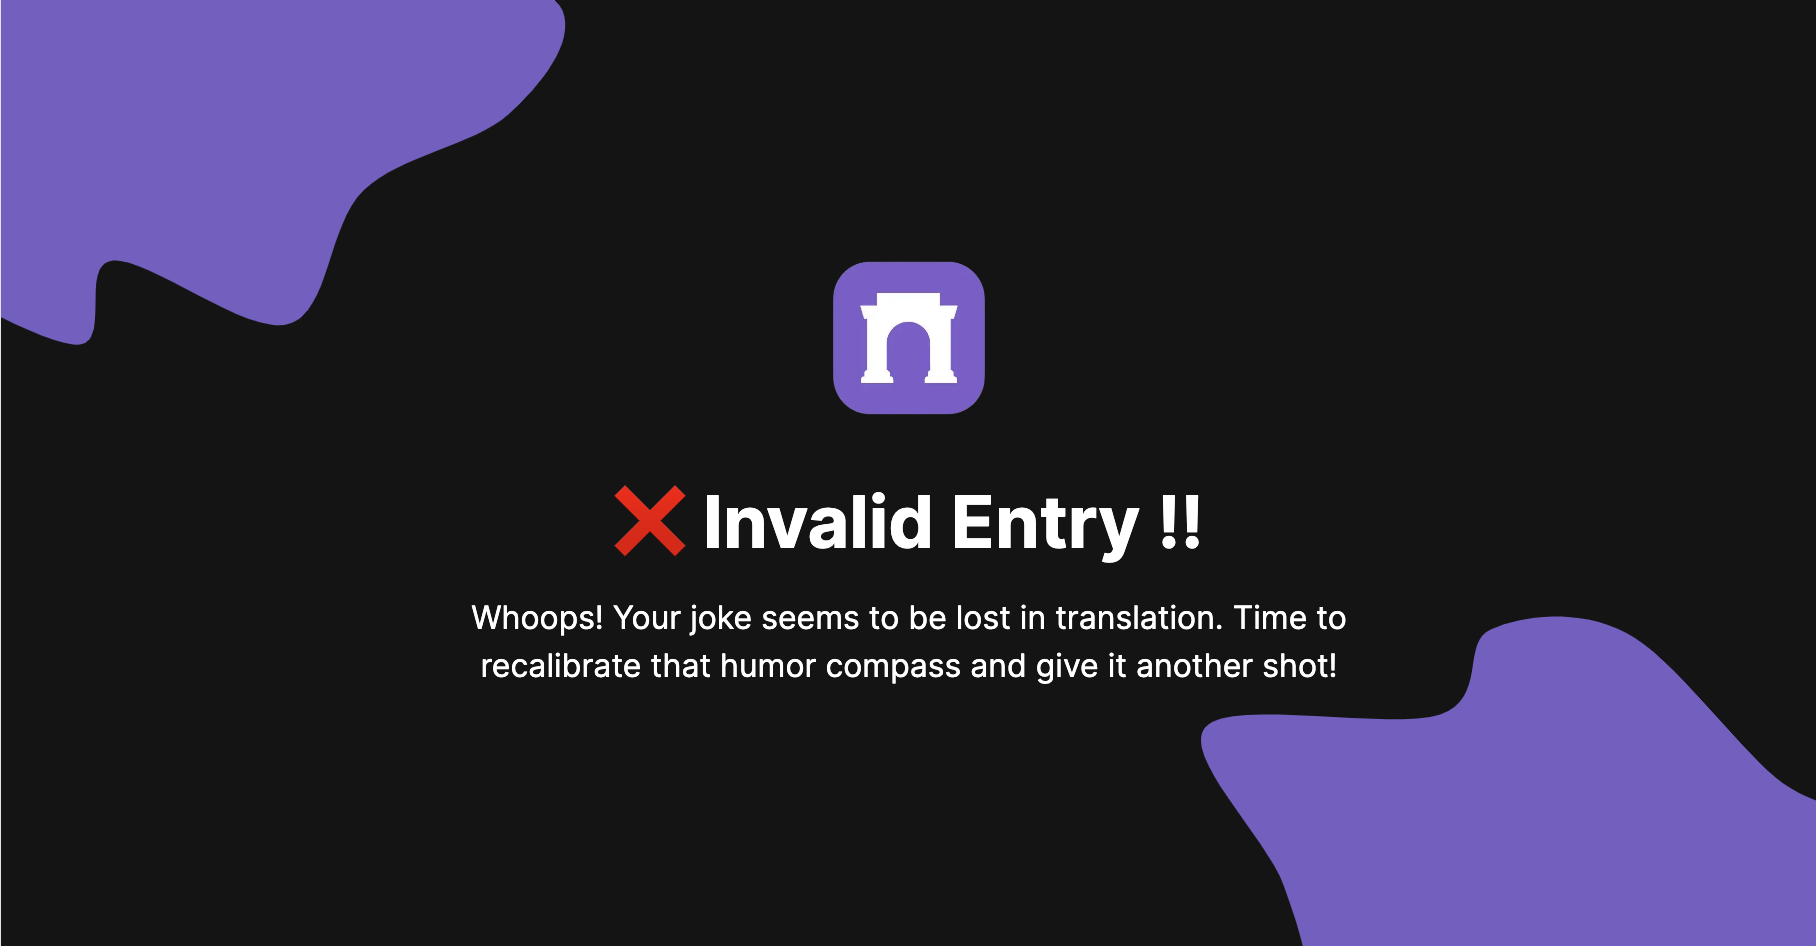 ❌ Invalid Entry !!
Whoops! Your joke seems to be lost in translation. Time to
recalibrate that humor compass and give it another shot!